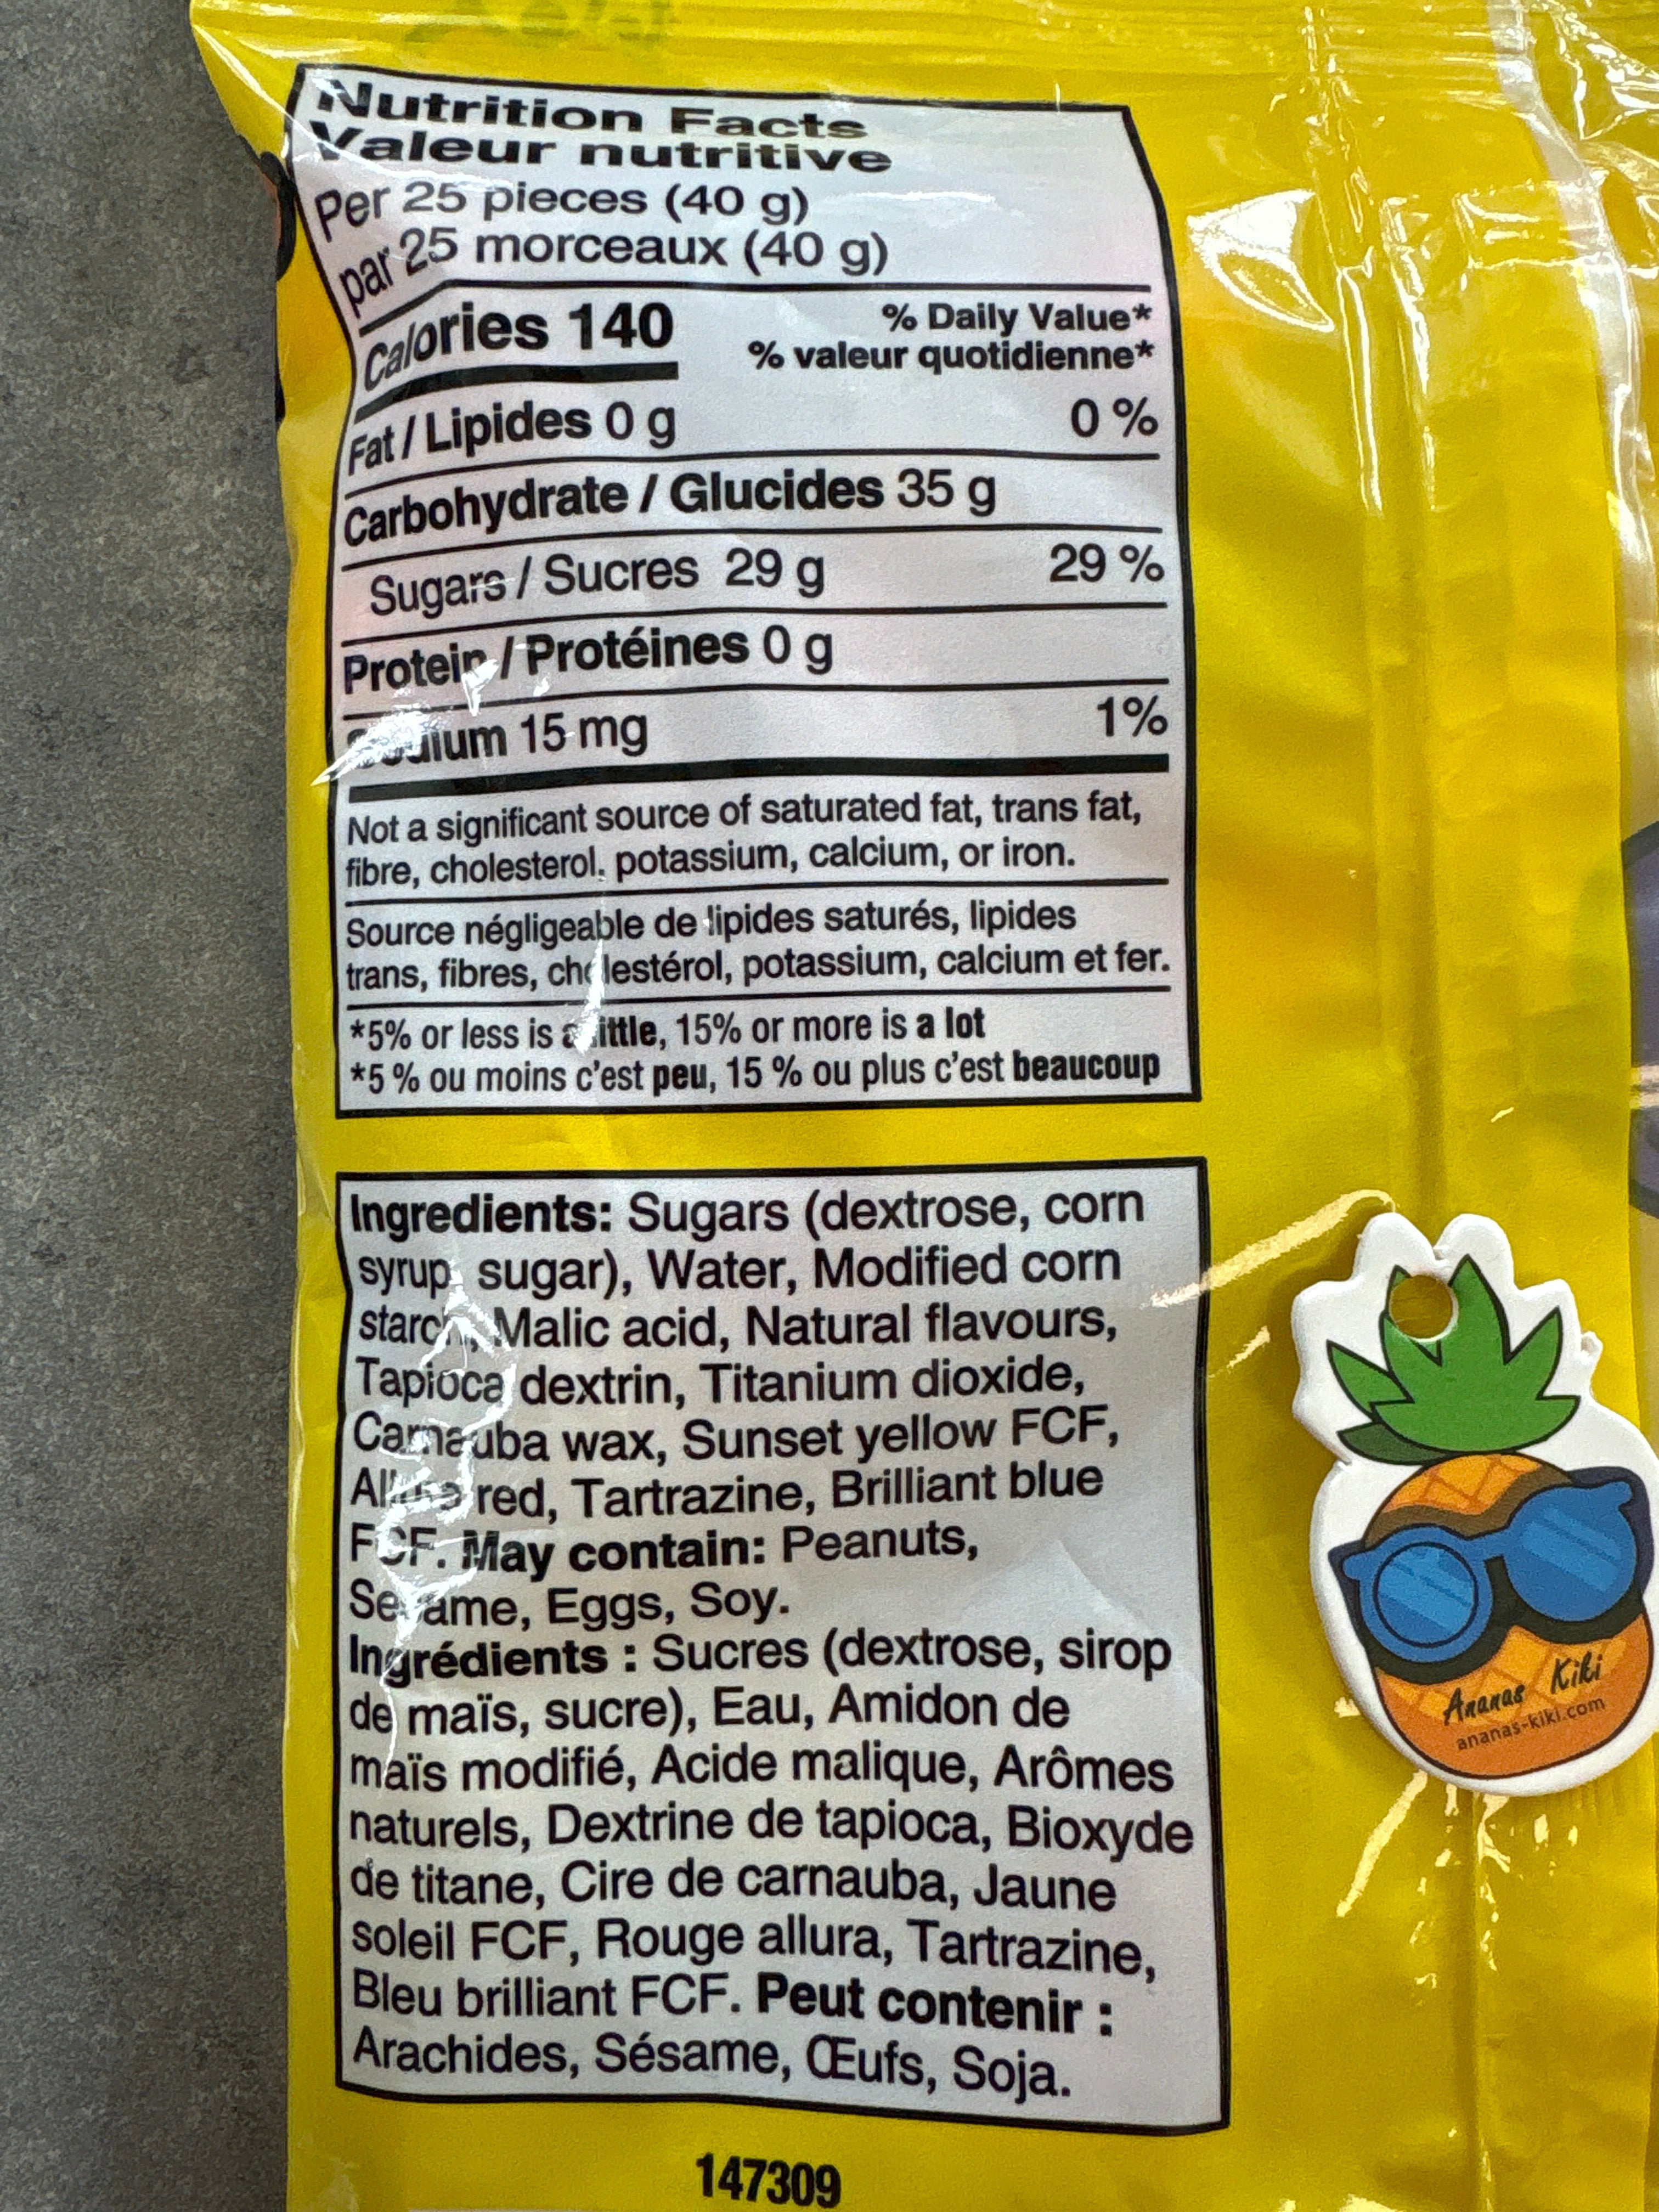 Nutrition Facts
Valeur nutritive
Per 25 pieces (40 g)
par 25 morceaux (40 g)
Calories 140
% Daily Value*
% valeur quotidienne*
Fat / Lipides 0 g 0 %
Carbohydrate / Glucides 35 g
Sugars / Sucres 29 g 29 %
Protein / Protéines 0 g
Sodium 15 mg 1%
Not a significant source of saturated fat, trans fat,
fibre, cholesterol, potassium, calcium, or iron.
Source négligeable de lipides saturés, lipides
trans, fibres, cholestérol, potassium, calcium et fer.
*5% or less is a little, 15% or more is a lot
*5 % ou moins c'est peu, 15 % ou plus c'est beaucoup
Ingredients: Sugars (dextrose, corn
syrup, sugar), Water, Modified corn
starch, Malic acid, Natural flavours,
Tapioca dextrin, Titanium dioxide,
Carnauba wax, Sunset yellow FCF,
Allura red, Tartrazine, Brilliant blue
FCF. May contain: Peanuts,
Sesame, Eggs, Soy.
Ingrédients : Sucres (dextrose, sirop
de maïs, sucre), Eau, Amidon de
maïs modifié, Acide malique, Arômes
naturels, Dextrine de tapioca, Bioxyde
de titane, Cire de carnauba, Jaune
soleil FCF, Rouge allura, Tartrazine,
Bleu brilliant FCF. Peut contenir :
Arachides, Sésame, Œufs, Soja.
147309
Ananas Kiki
ananas-kiki.com